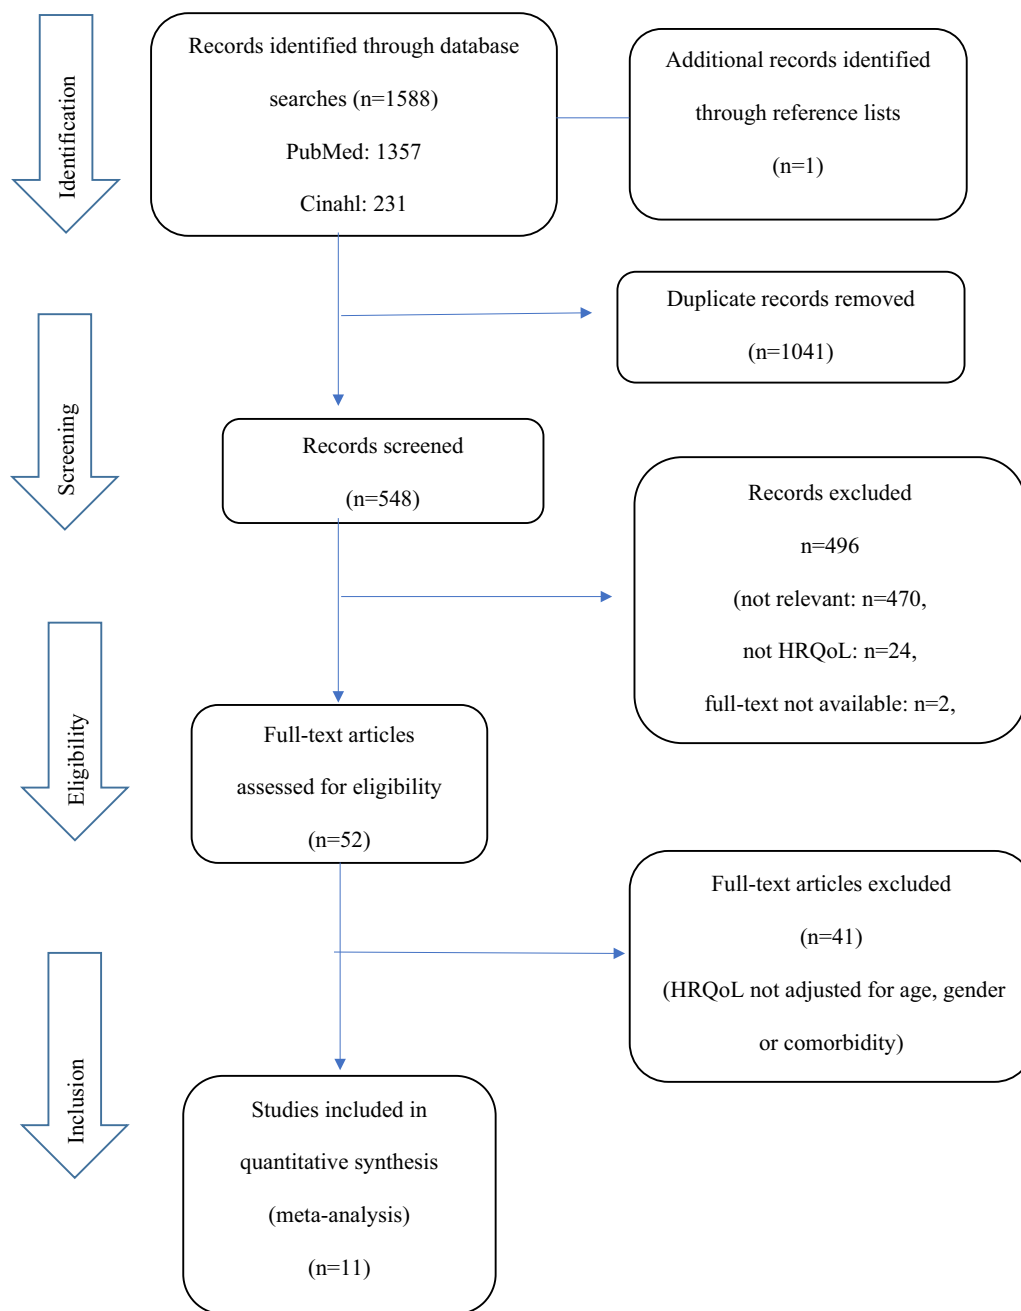 Identification
Records identified through database
searches (n=1588)
PubMed: 1357
Cinahl: 231
Additional records identified
through reference lists
(n=1)
Duplicate records removed
(n=1041)
Screening
Records screened
(n=548)
Records excluded
n=496
(not relevant: n=470,
not HRQoL: n=24,
full-text not available: n=2,
Eligibility
Full-text articles
assessed for eligibility
(n=52)
Full-text articles excluded
(n=41)
(HRQoL not adjusted for age, gender
or comorbidity)
Inclusion
Studies included in
quantitative synthesis
(meta-analysis)
(n=11)